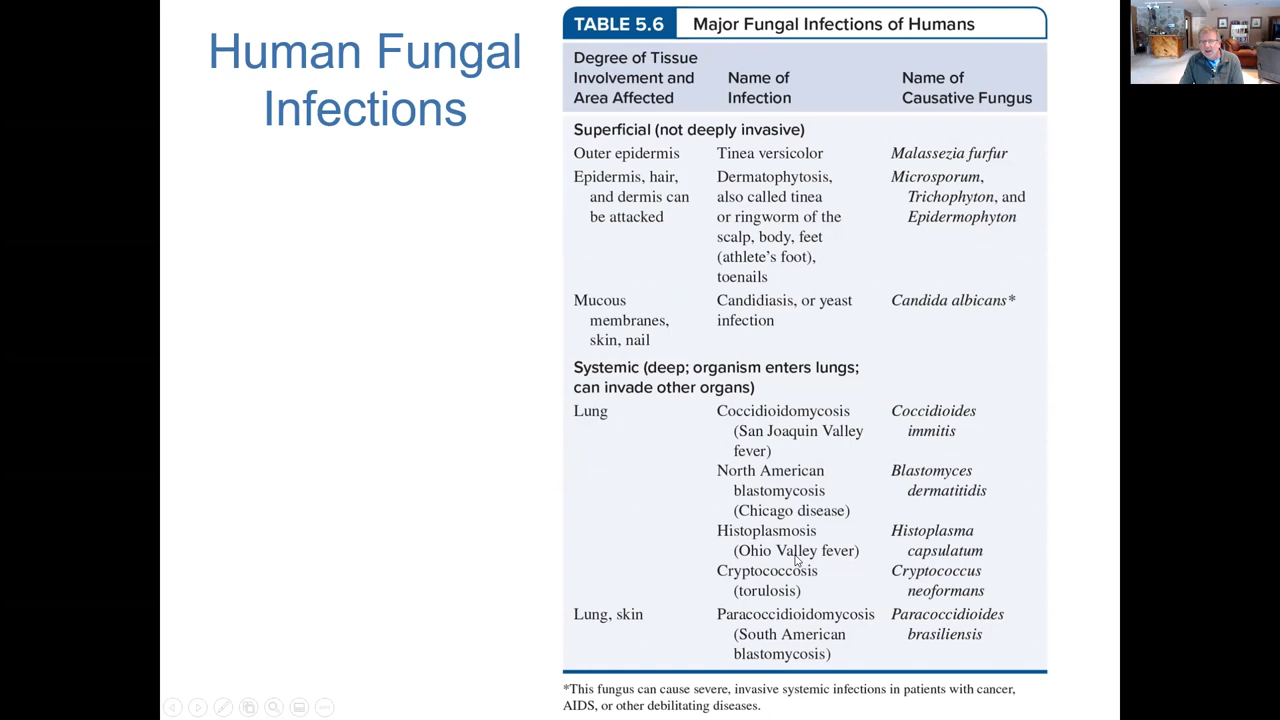 Human Fungal
Infections
TABLE 5.6 Major Fungal Infections of Humans
Degree of Tissue
Involvement and
Area Affected
Name of
Infection
Name of
Causative Fungus
Superficial (not deeply invasive)
Outer epidermis
Tinea versicolor
Malassezia furfur
Epidermis, hair,
and dermis can
be attacked
Dermatophytosis,
also called tinea
or ringworm of the
scalp, body, feet
(athlete's foot),
toenails
Microsporum,
Trichophyton, and
Epidermophyton
Mucous
membranes,
skin, nail
Candidiasis, or yeast
infection
Candida albicans*
Systemic (deep; organism enters lungs;
can invade other organs)
Lung
Coccidioidomycosis
(San Joaquin Valley
fever)
Coccidioides
immitis
North American
blastomycosis
(Chicago disease)
Blastomyces
dermatitidis
Histoplasmosis
(Ohio Valley fever)
Histoplasma
capsulatum
Cryptococcosis
(torulosis)
Cryptococcus
neoformans
Lung, skin
Paracoccidioidomycosis
(South American
blastomycosis)
Paracoccidioides
brasiliensis
*This fungus can cause severe, invasive systemic infections in patients with cancer,
AIDS, or other debilitating diseases.